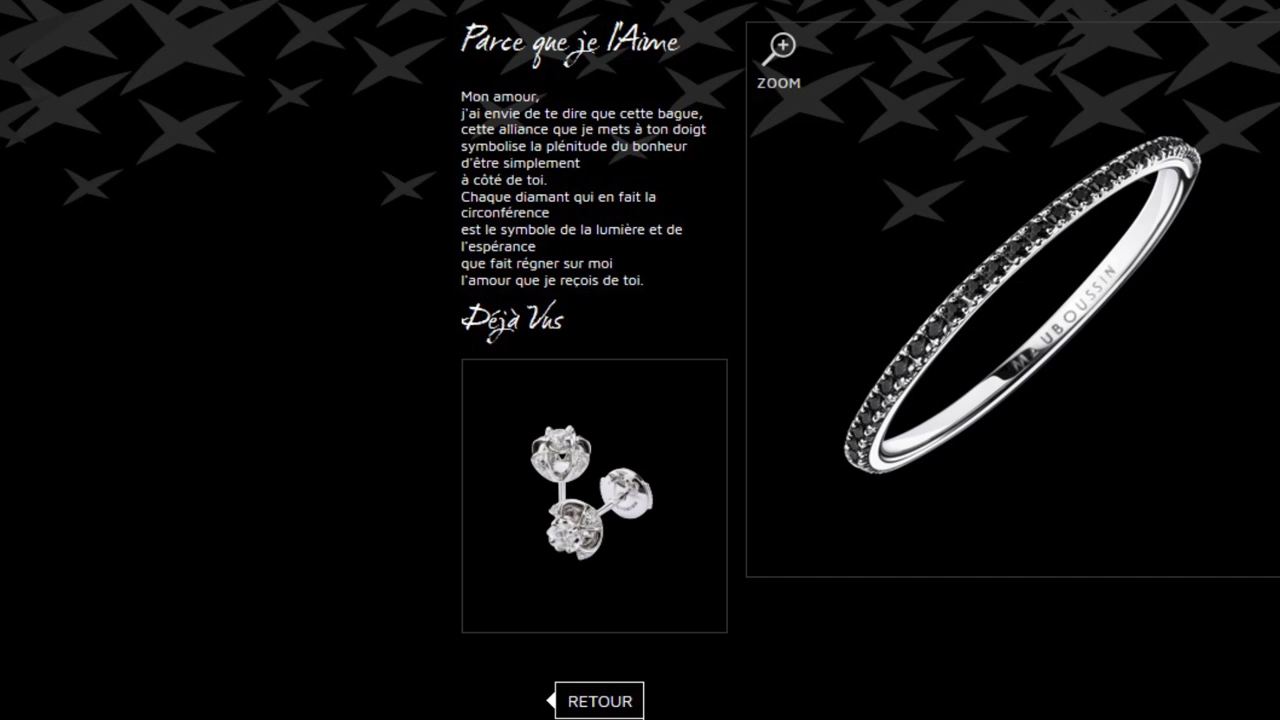 Parce que je l'Aime
Mon amour,
j'ai envie de te dire que cette bague,
cette alliance que je mets à ton doigt
symbolise la plénitude du bonheur
d'être simplement
à côté de toi.
Chaque diamant qui en fait la
circonférence
est le symbole de la lumière et de
l'espérance
que fait régner sur moi
l'amour que je reçois de toi.
Déjà Vus
RETOUR
ZOOM
MAUBOUSSIN